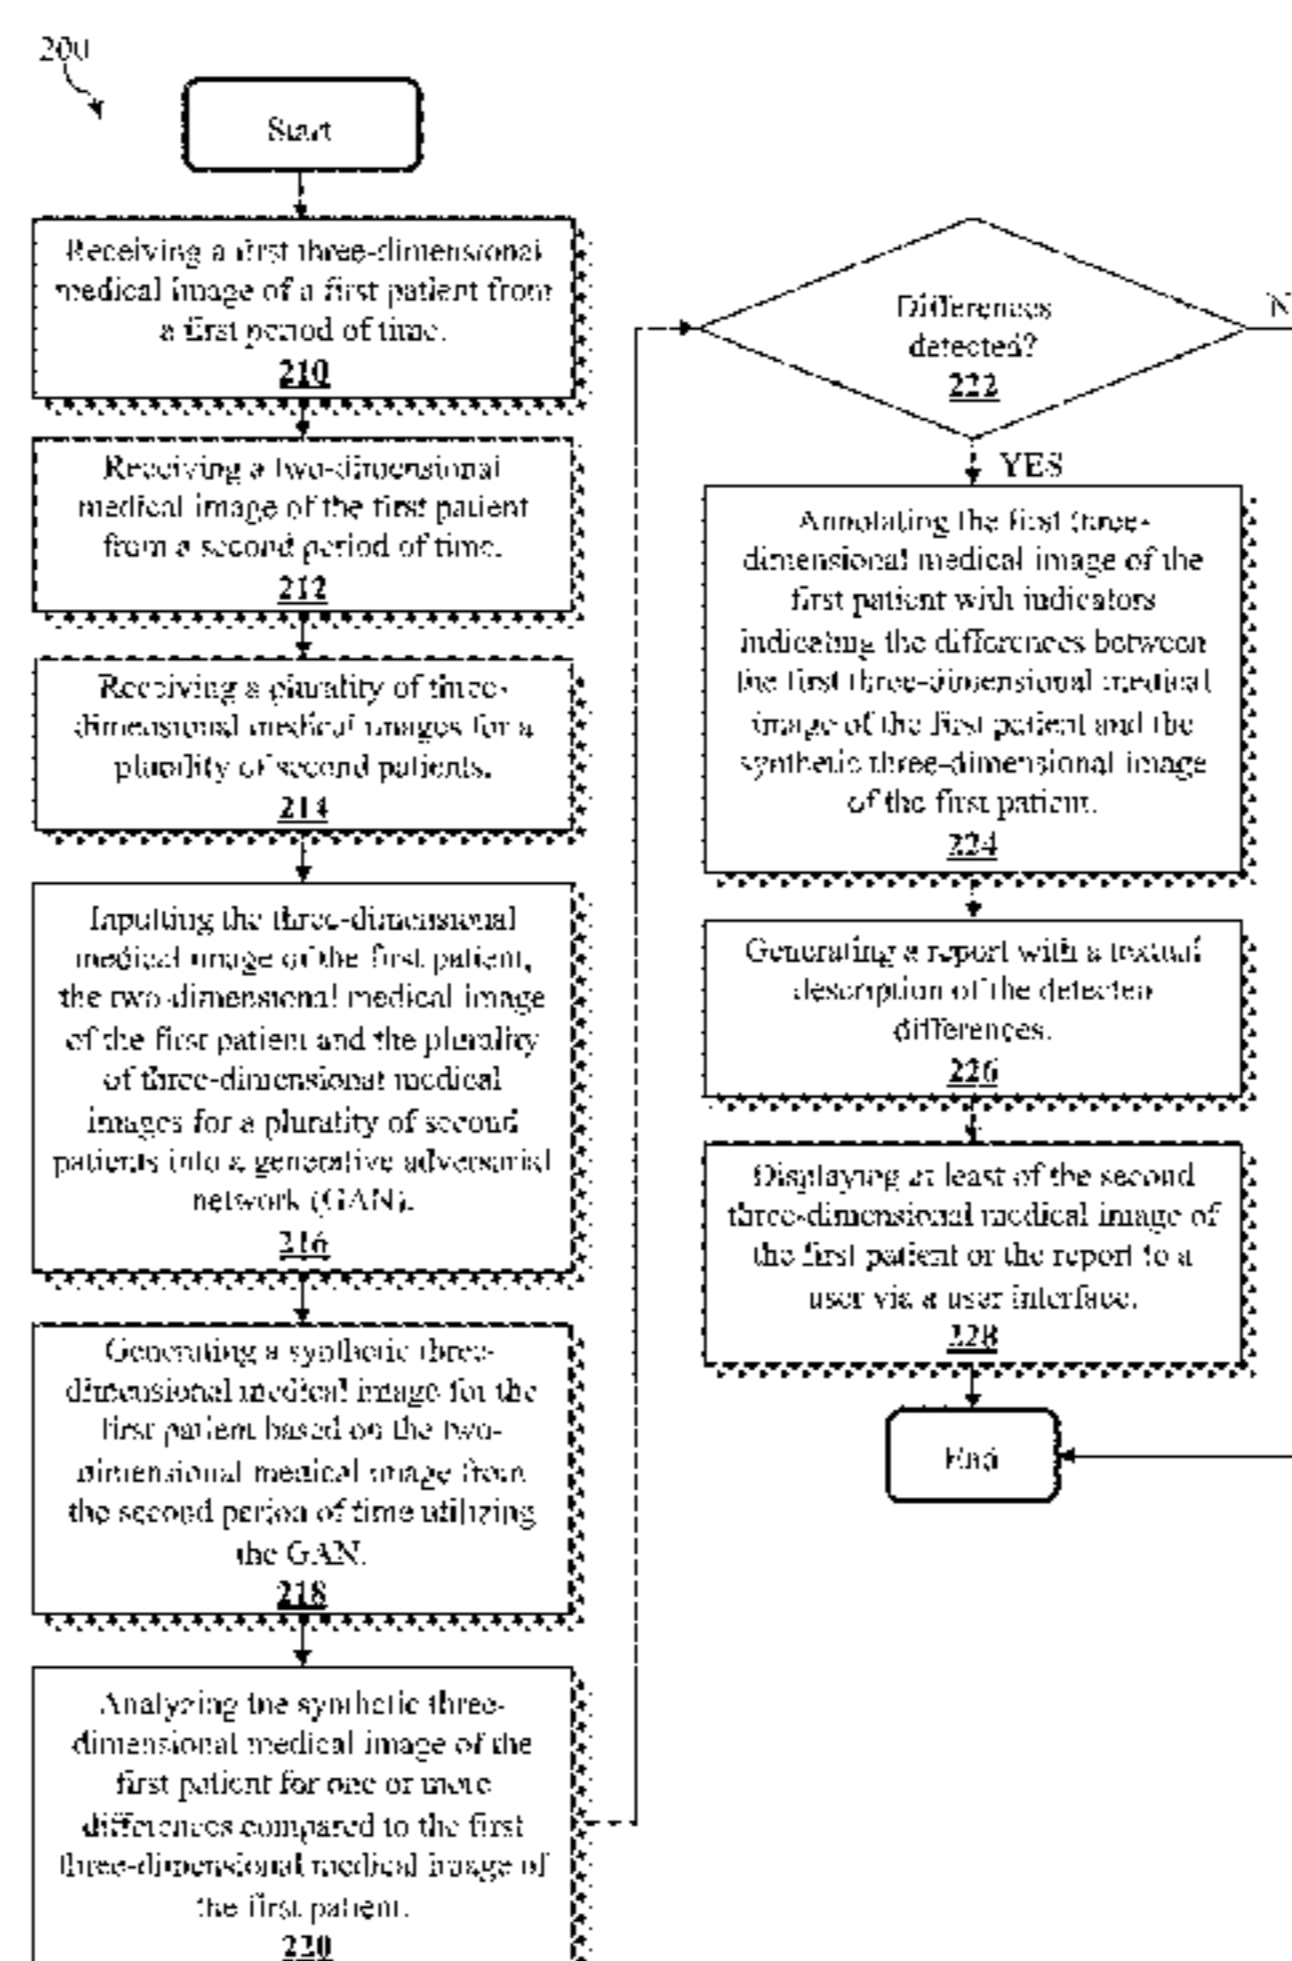 200
Start
Receiving a first three-dimensional
medical image of a first patient from
a first period of time.
210
Receiving a two-dimensional
medical image of the first patient
from a second period of time.
212
Receiving a plurality of three-
dimensional medical images for a
plurality of second patients.
214
Inputting the three-dimensional
medical image of the first patient,
the two-dimensional medical image
of the first patient and the plurality
of three-dimensional medical
images for a plurality of second
patients into a generative adversarial
network (GAN).
216
Generating a synthetic three-
dimensional medical image for the
first patient based on the two-
dimensional medical image from
the second period of time utilizing
the GAN.
218
Analyzing the synthetic three-
dimensional medical image of the
first patient for one or more
differences compared to the first
three-dimensional medical image of
the first patient.
220
Differences
detected?
222
N
YES
Annotating the first three-
dimensional medical image of the
first patient with indicators
indicating the differences between
the first three-dimensional medical
image of the first patient and the
synthetic three-dimensional image
of the first patient.
224
Generating a report with a textual
description of the detected
differences.
226
Displaying at least of the second
three-dimensional medical image of
the first patient or the report to a
user via a user interface.
228
End